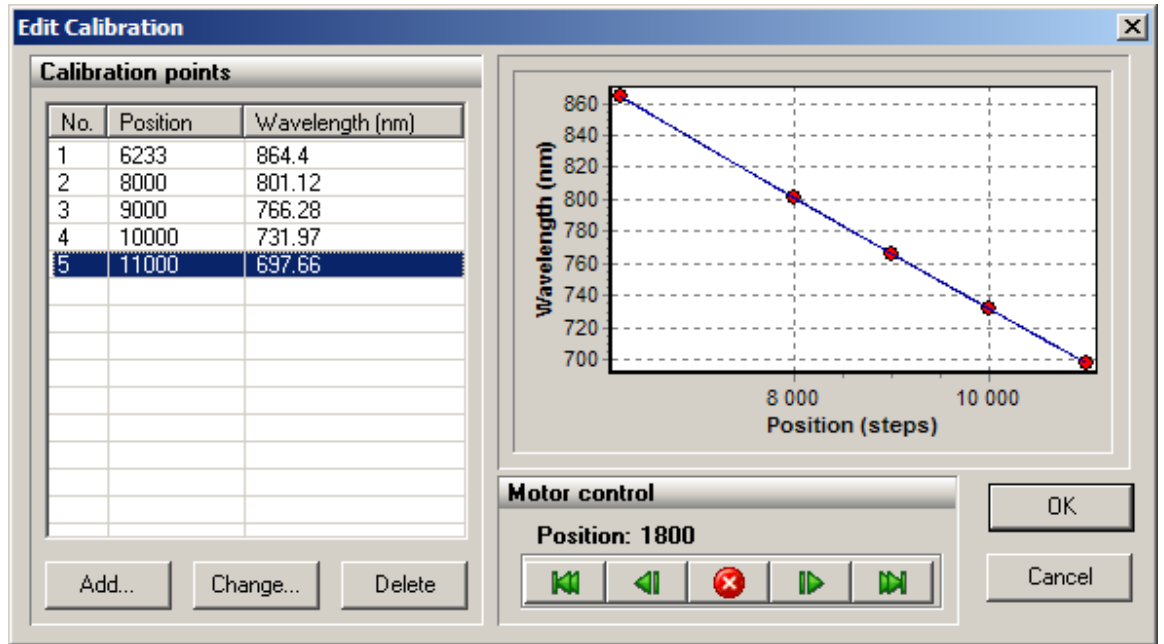 Edit Calibration
Calibration points
No. Position Wavelength (nm)
1 6233 864.4
2 8000 801.12
3 9000 766.28
4 10000 731.97
5 11000 697.66
Add... Change... Delete
860
840
820
800
780
760
740
720
700
Wavelength (nm)
8 000 10 000
Position (steps)
Motor control
Position: 1800
OK
Cancel